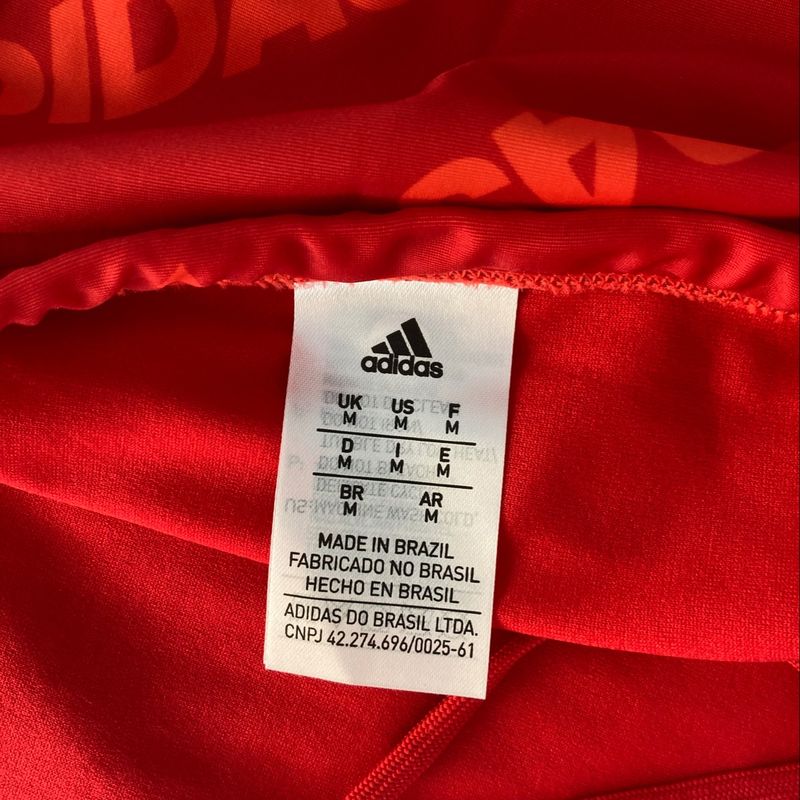 SIDAS
adidas
UK US F
M M M
D I E
M M M
BR AR
M M
MADE IN BRAZIL
FABRICADO NO BRASIL
HECHO EN BRASIL
ADIDAS DO BRASIL LTDA.
CNPJ 42.274.696/0025-61